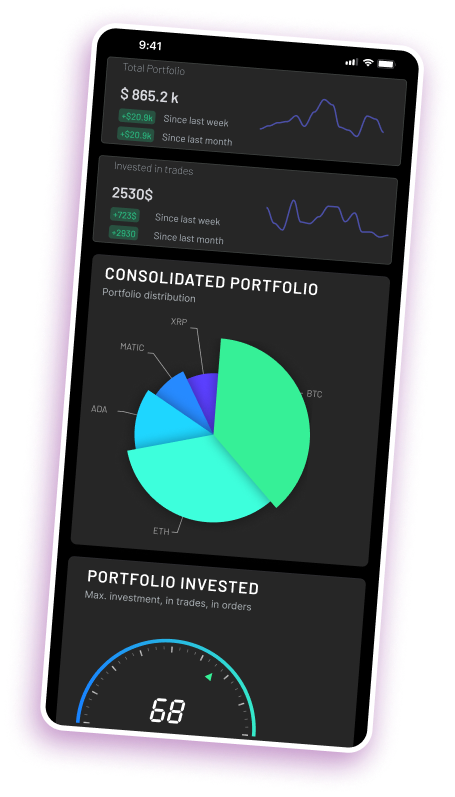 9:41
Total Portfolio
$ 865.2 k
+$20.9k Since last week
+$20.9k Since last month
Invested in trades
2530$
+723$ Since last week
+2930 Since last month
CONSOLIDATED PORTFOLIO
Portfolio distribution
XRP
MATIC
BTC
ADA
ETH
PORTFOLIO INVESTED
Max. investment, in trades, in orders
68